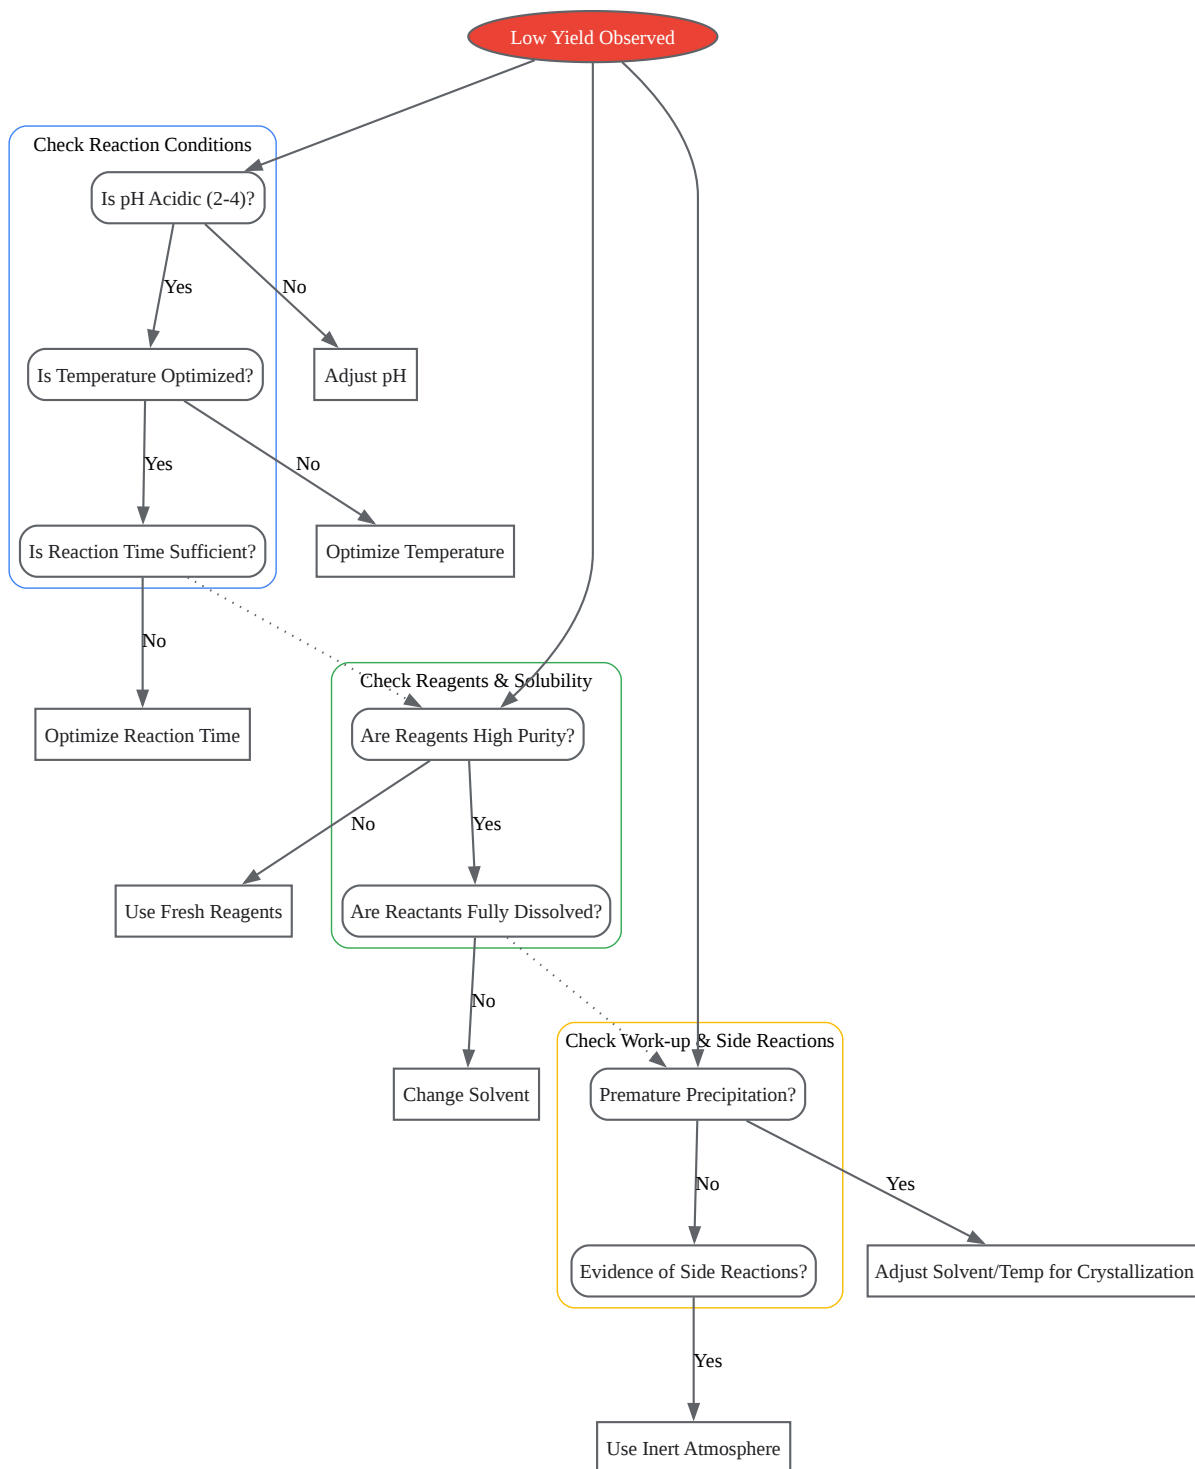 Low Yield Observed
Check Reaction Conditions
Is pH Acidic (2-4)?
Yes
No
Is Temperature Optimized?
Adjust pH
Yes
No
Is Reaction Time Sufficient?
Optimize Temperature
No
Check Reagents & Solubility
Optimize Reaction Time
Are Reagents High Purity?
No
Yes
Use Fresh Reagents
Are Reactants Fully Dissolved?
No
Check Work-up & Side Reactions
Change Solvent
Premature Precipitation?
No
Yes
Evidence of Side Reactions?
Adjust Solvent/Temp for Crystallization
Yes
Use Inert Atmosphere